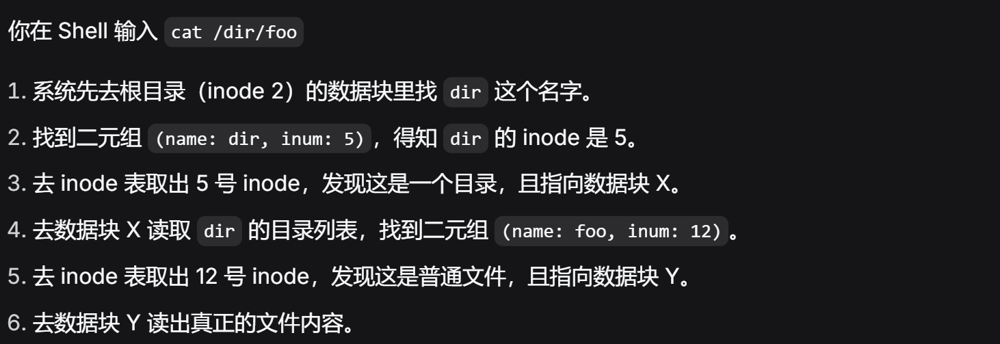 你在 Shell 输入 cat /dir/foo
1. 系统先去根目录（inode 2）的数据块里找 dir 这个名字。
2. 找到二元组 (name: dir, inum: 5)，得知 dir 的 inode 是 5。
3. 去 inode 表取出 5 号 inode，发现这是一个目录，且指向数据块 X。
4. 去数据块 X 读取 dir 的目录列表，找到二元组 (name: foo, inum: 12)。
5. 去 inode 表取出 12 号 inode，发现这是普通文件，且指向数据块 Y。
6. 去数据块 Y 读出真正的文件内容。